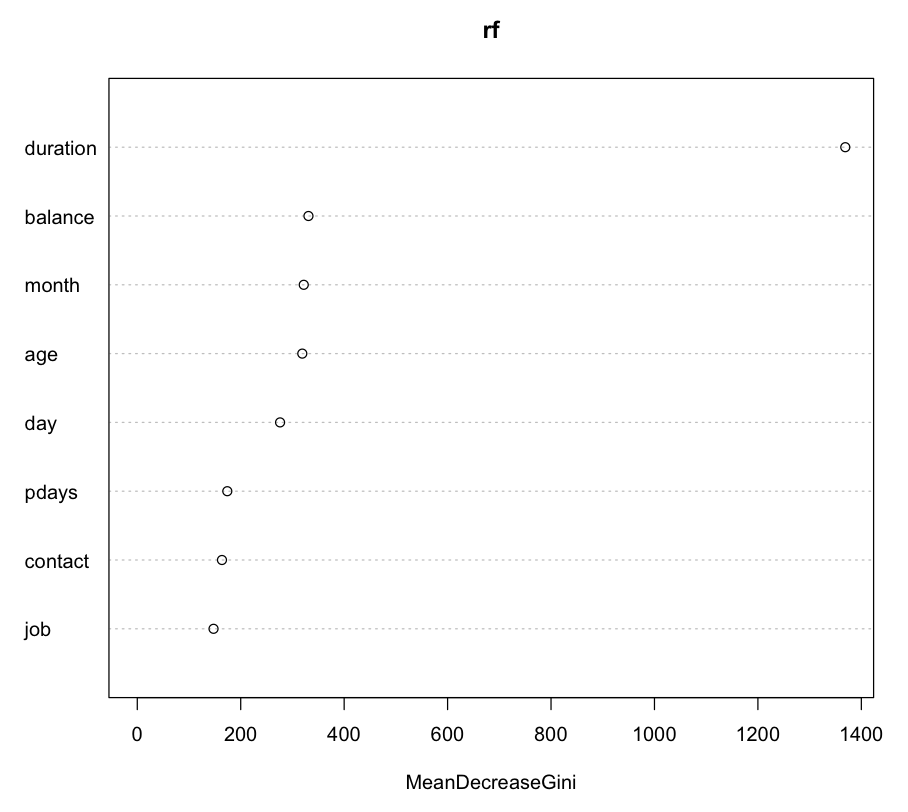 rf
duration
balance
month
age
day
pdays
contact
job
0 200 400 600 800 1000 1200 1400
MeanDecreaseGini